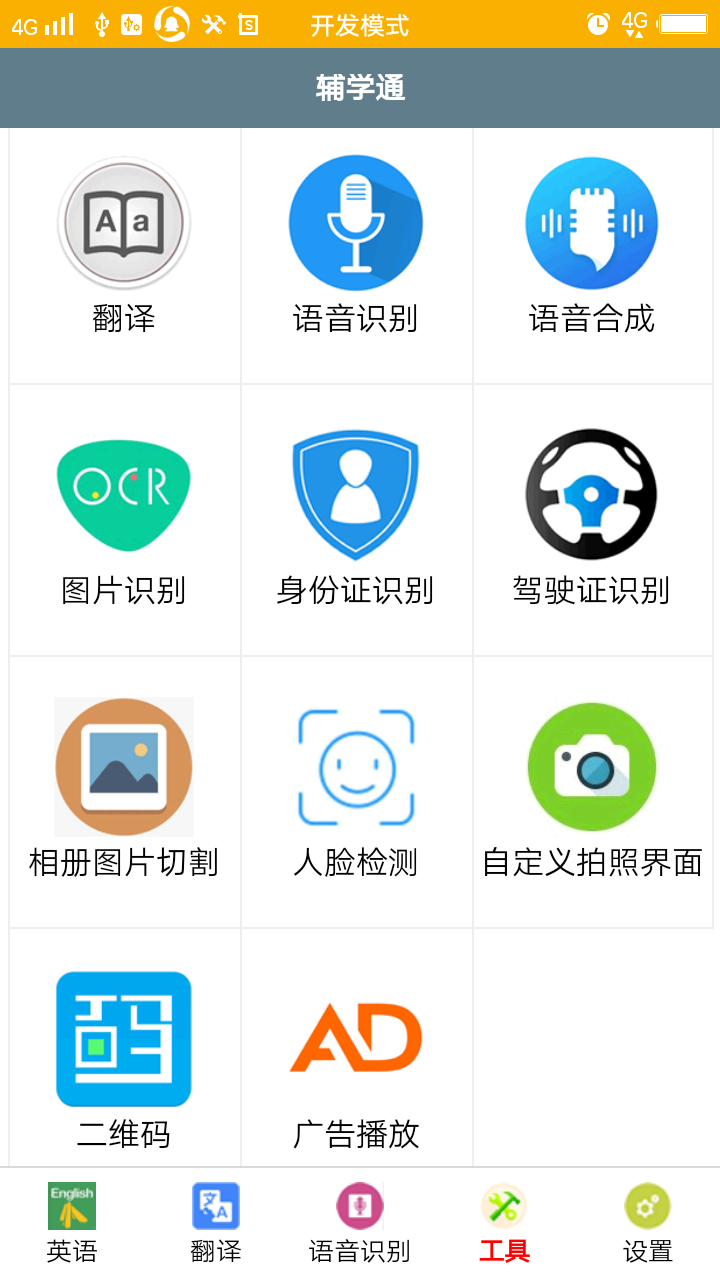 4G 开发模式 4G
辅学通
Aa
翻译 语音识别 语音合成
OCR
图片识别 身份证识别 驾驶证识别
相册图片切割 人脸检测 自定义拍照界面
码 AD
二维码 广告播放
English 文 A
英语 翻译 语音识别 工具 设置